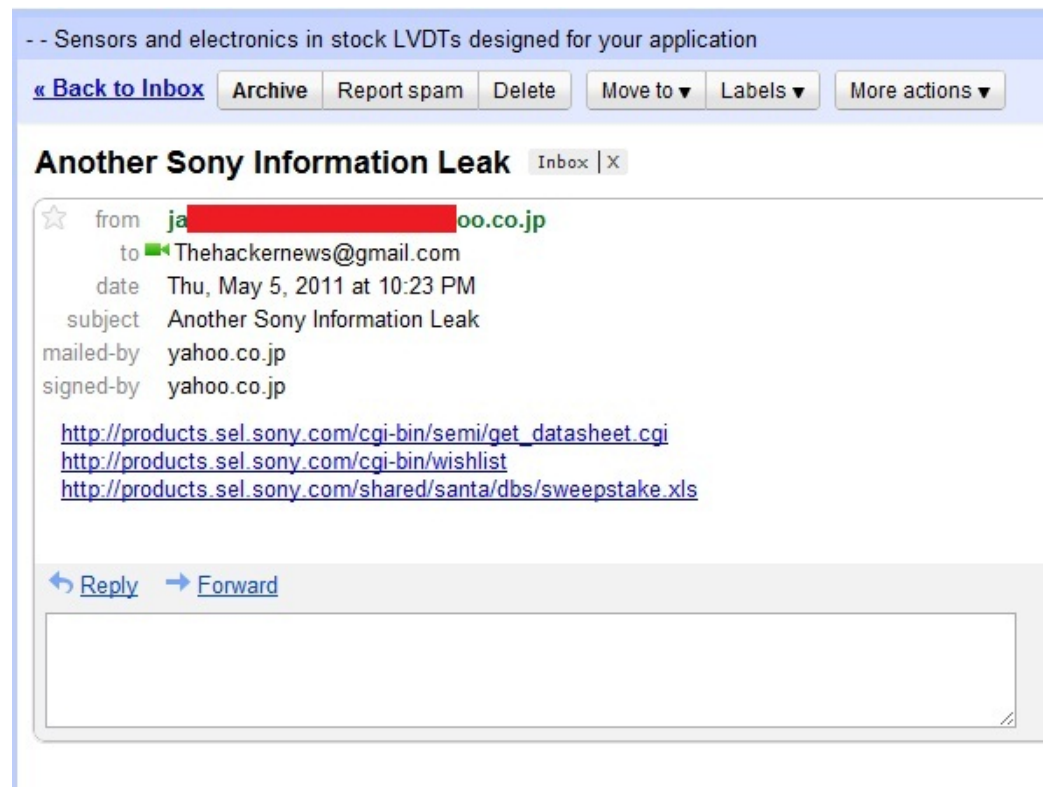 - - Sensors and electronics in stock LVDTs designed for your application
« Back to Inbox Archive Report spam Delete Move to ▼ Labels ▼ More actions ▼
Another Sony Information Leak Inbox | X
from ja oo.co.jp
to Thehackernews@gmail.com
date Thu, May 5, 2011 at 10:23 PM
subject Another Sony Information Leak
mailed-by yahoo.co.jp
signed-by yahoo.co.jp
http://products.sel.sony.com/cgi-bin/semi/get_datasheet.cgi
http://products.sel.sony.com/cgi-bin/wishlist
http://products.sel.sony.com/shared/santa/dbs/sweepstake.xls
Reply Forward